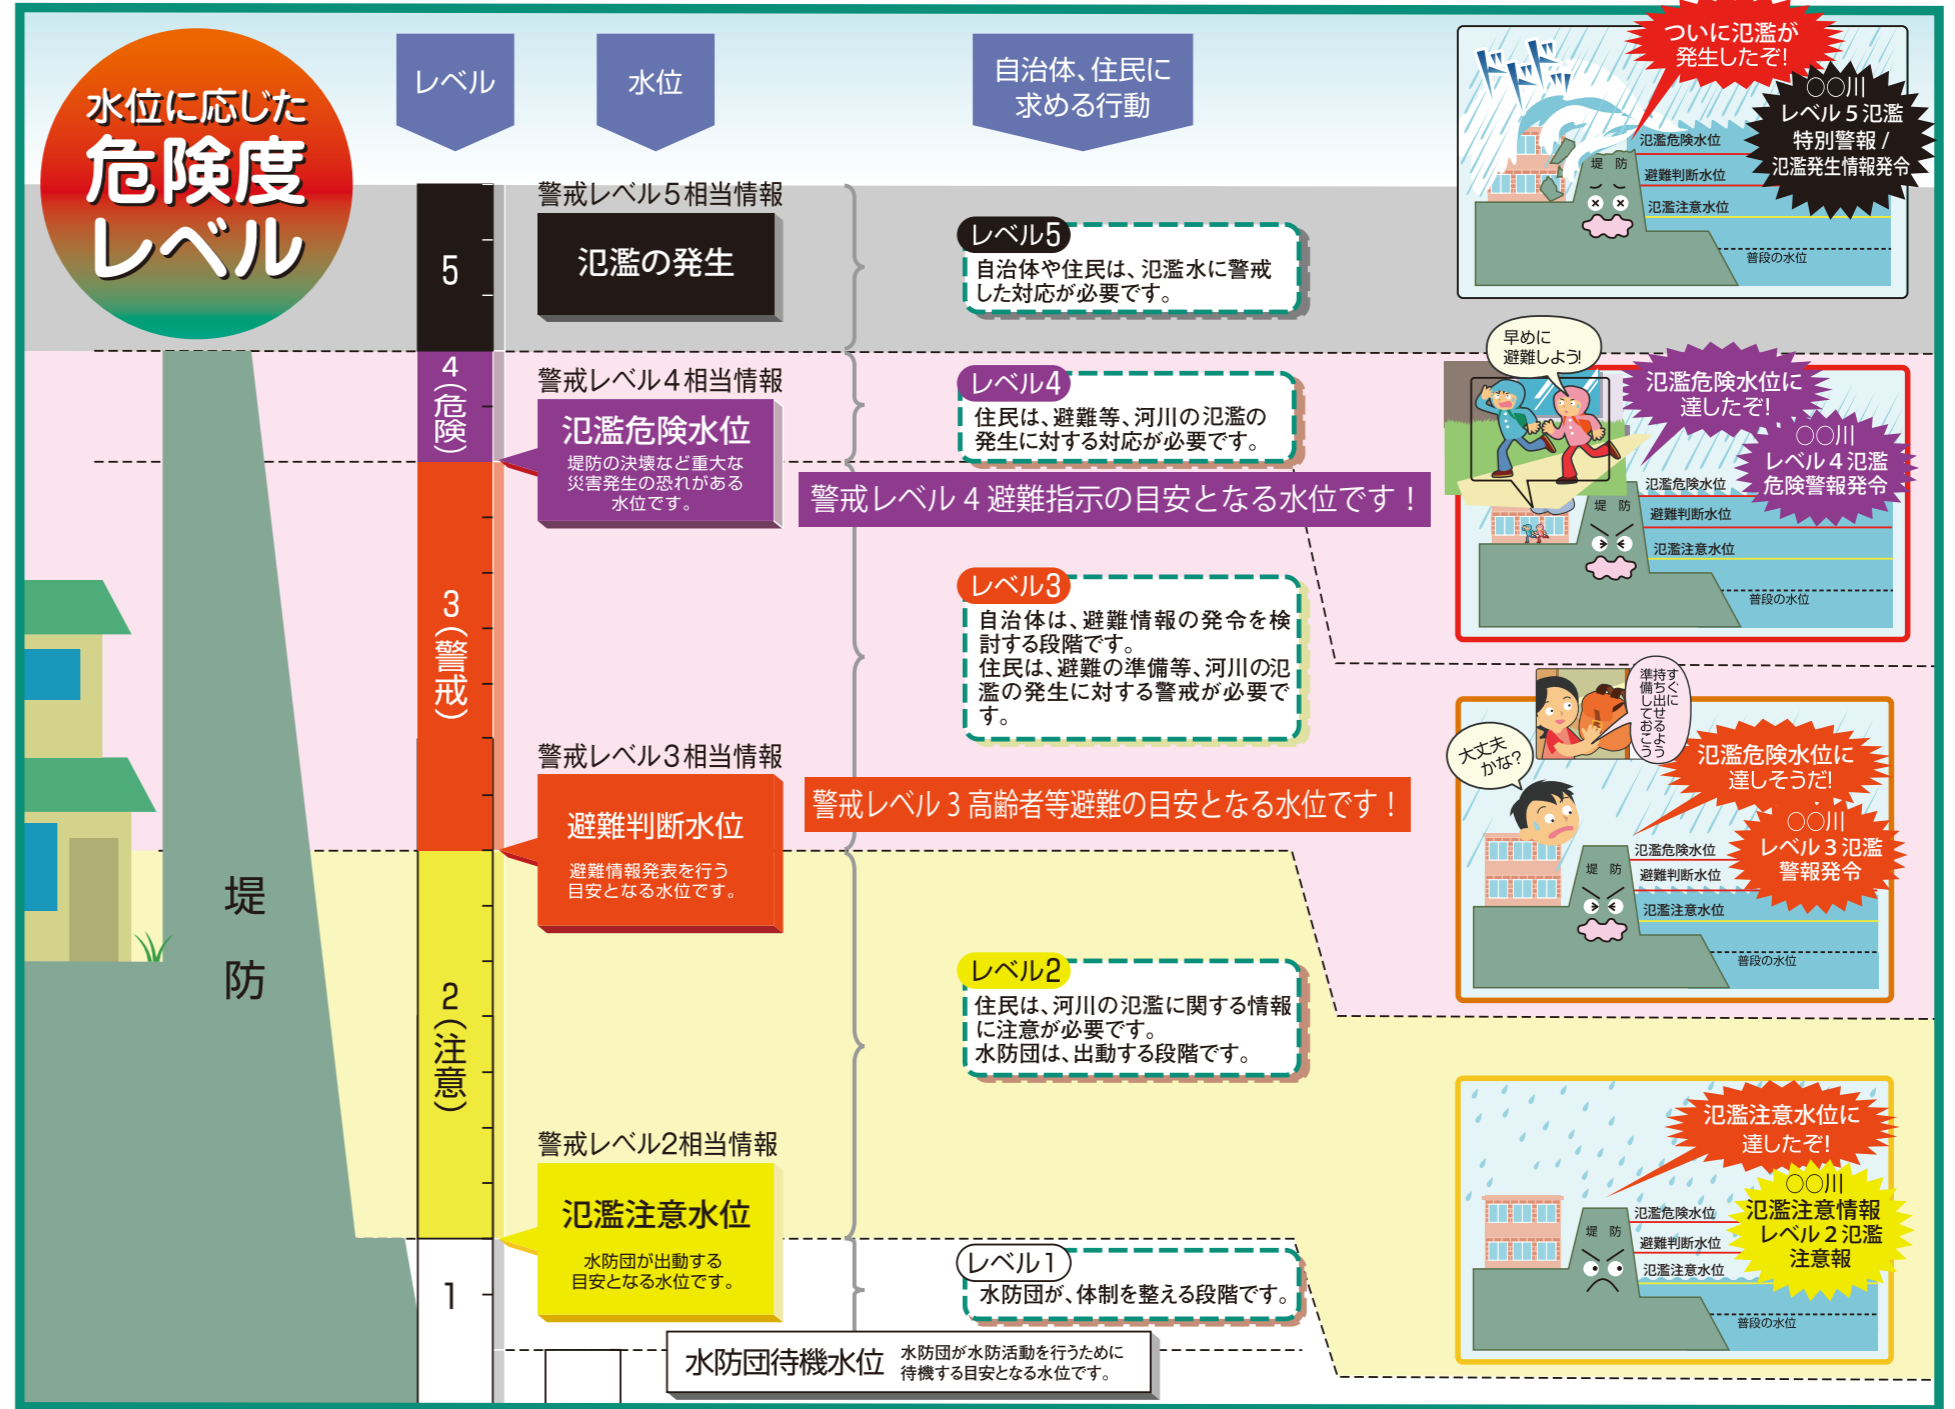 水位に応じた
危険度
レベル
レベル
水位
自治体、住民に
求める行動
5
警戒レベル5相当情報
氾濫の発生
レベル5
自治体や住民は、氾濫水に警戒
した対応が必要です。
ドドドッ
ついに氾濫が
発生したぞ!
○○川
レベル5氾濫
特別警報/
氾濫発生情報発令
氾濫危険水位
堤 防
避難判断水位
氾濫注意水位
普段の水位
4(危険)
警戒レベル4相当情報
氾濫危険水位
堤防の決壊など重大な
災害発生の恐れがある
水位です。
レベル4
住民は、避難等、河川の氾濫の
発生に対する対応が必要です。
警戒レベル4避難指示の目安となる水位です!
早めに
避難しよう!
氾濫危険水位に
達したぞ!
○○川
レベル4氾濫
危険警報発令
氾濫危険水位
堤 防
避難判断水位
氾濫注意水位
普段の水位
3(警戒)
レベル3
自治体は、避難情報の発令を検
討する段階です。
住民は、避難の準備等、河川の氾
濫の発生に対する警戒が必要で
す。
警戒レベル3相当情報
避難判断水位
避難情報発表を行う
目安となる水位です。
警戒レベル3高齢者等避難の目安となる水位です!
すぐに
持ち出せるよう
準備しておこう
大丈夫
かな?
氾濫危険水位に
達しそうだ!
○○川
レベル3氾濫
警報発令
氾濫危険水位
堤 防
避難判断水位
氾濫注意水位
普段の水位
堤防
2(注意)
レベル2
住民は、河川の氾濫に関する情報
に注意が必要です。
水防団は、出動する段階です。
警戒レベル2相当情報
氾濫注意水位
水防団が出動する
目安となる水位です。
氾濫注意水位に
達したぞ!
○○川
氾濫注意情報
レベル2氾濫
注意報
氾濫危険水位
堤 防
避難判断水位
氾濫注意水位
普段の水位
1
レベル1
水防団が、体制を整える段階です。
水防団待機水位
水防団が水防活動を行うために
待機する目安となる水位です。